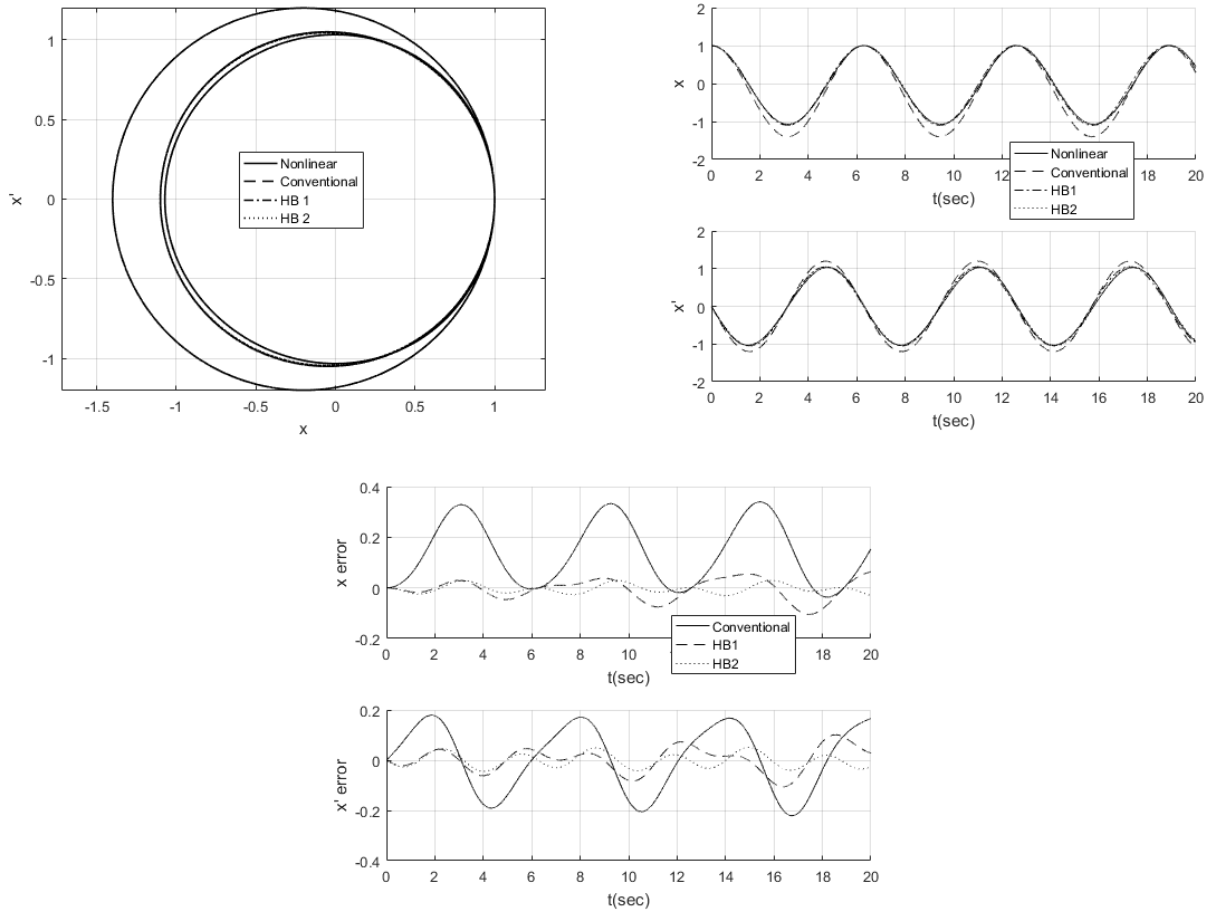 1
0.5
0
-0.5
-1
x'
-1.5 -1 -0.5 0 0.5 1
x
Nonlinear
Conventional
HB 1
HB 2
2
1
0
-1
-2
x
0 2 4 6 8 10 12 14 16 18 20
t(sec)
Nonlinear
Conventional
HB1
HB2
2
1
0
-1
-2
x'
0 2 4 6 8 10 12 14 16 18 20
t(sec)
0.4
0.2
0
-0.2
x error
0 2 4 6 8 10 18 20
t(sec)
Conventional
HB1
HB2
0.2
0
-0.2
-0.4
x' error
0 2 4 6 8 10 12 14 16 18 20
t(sec)